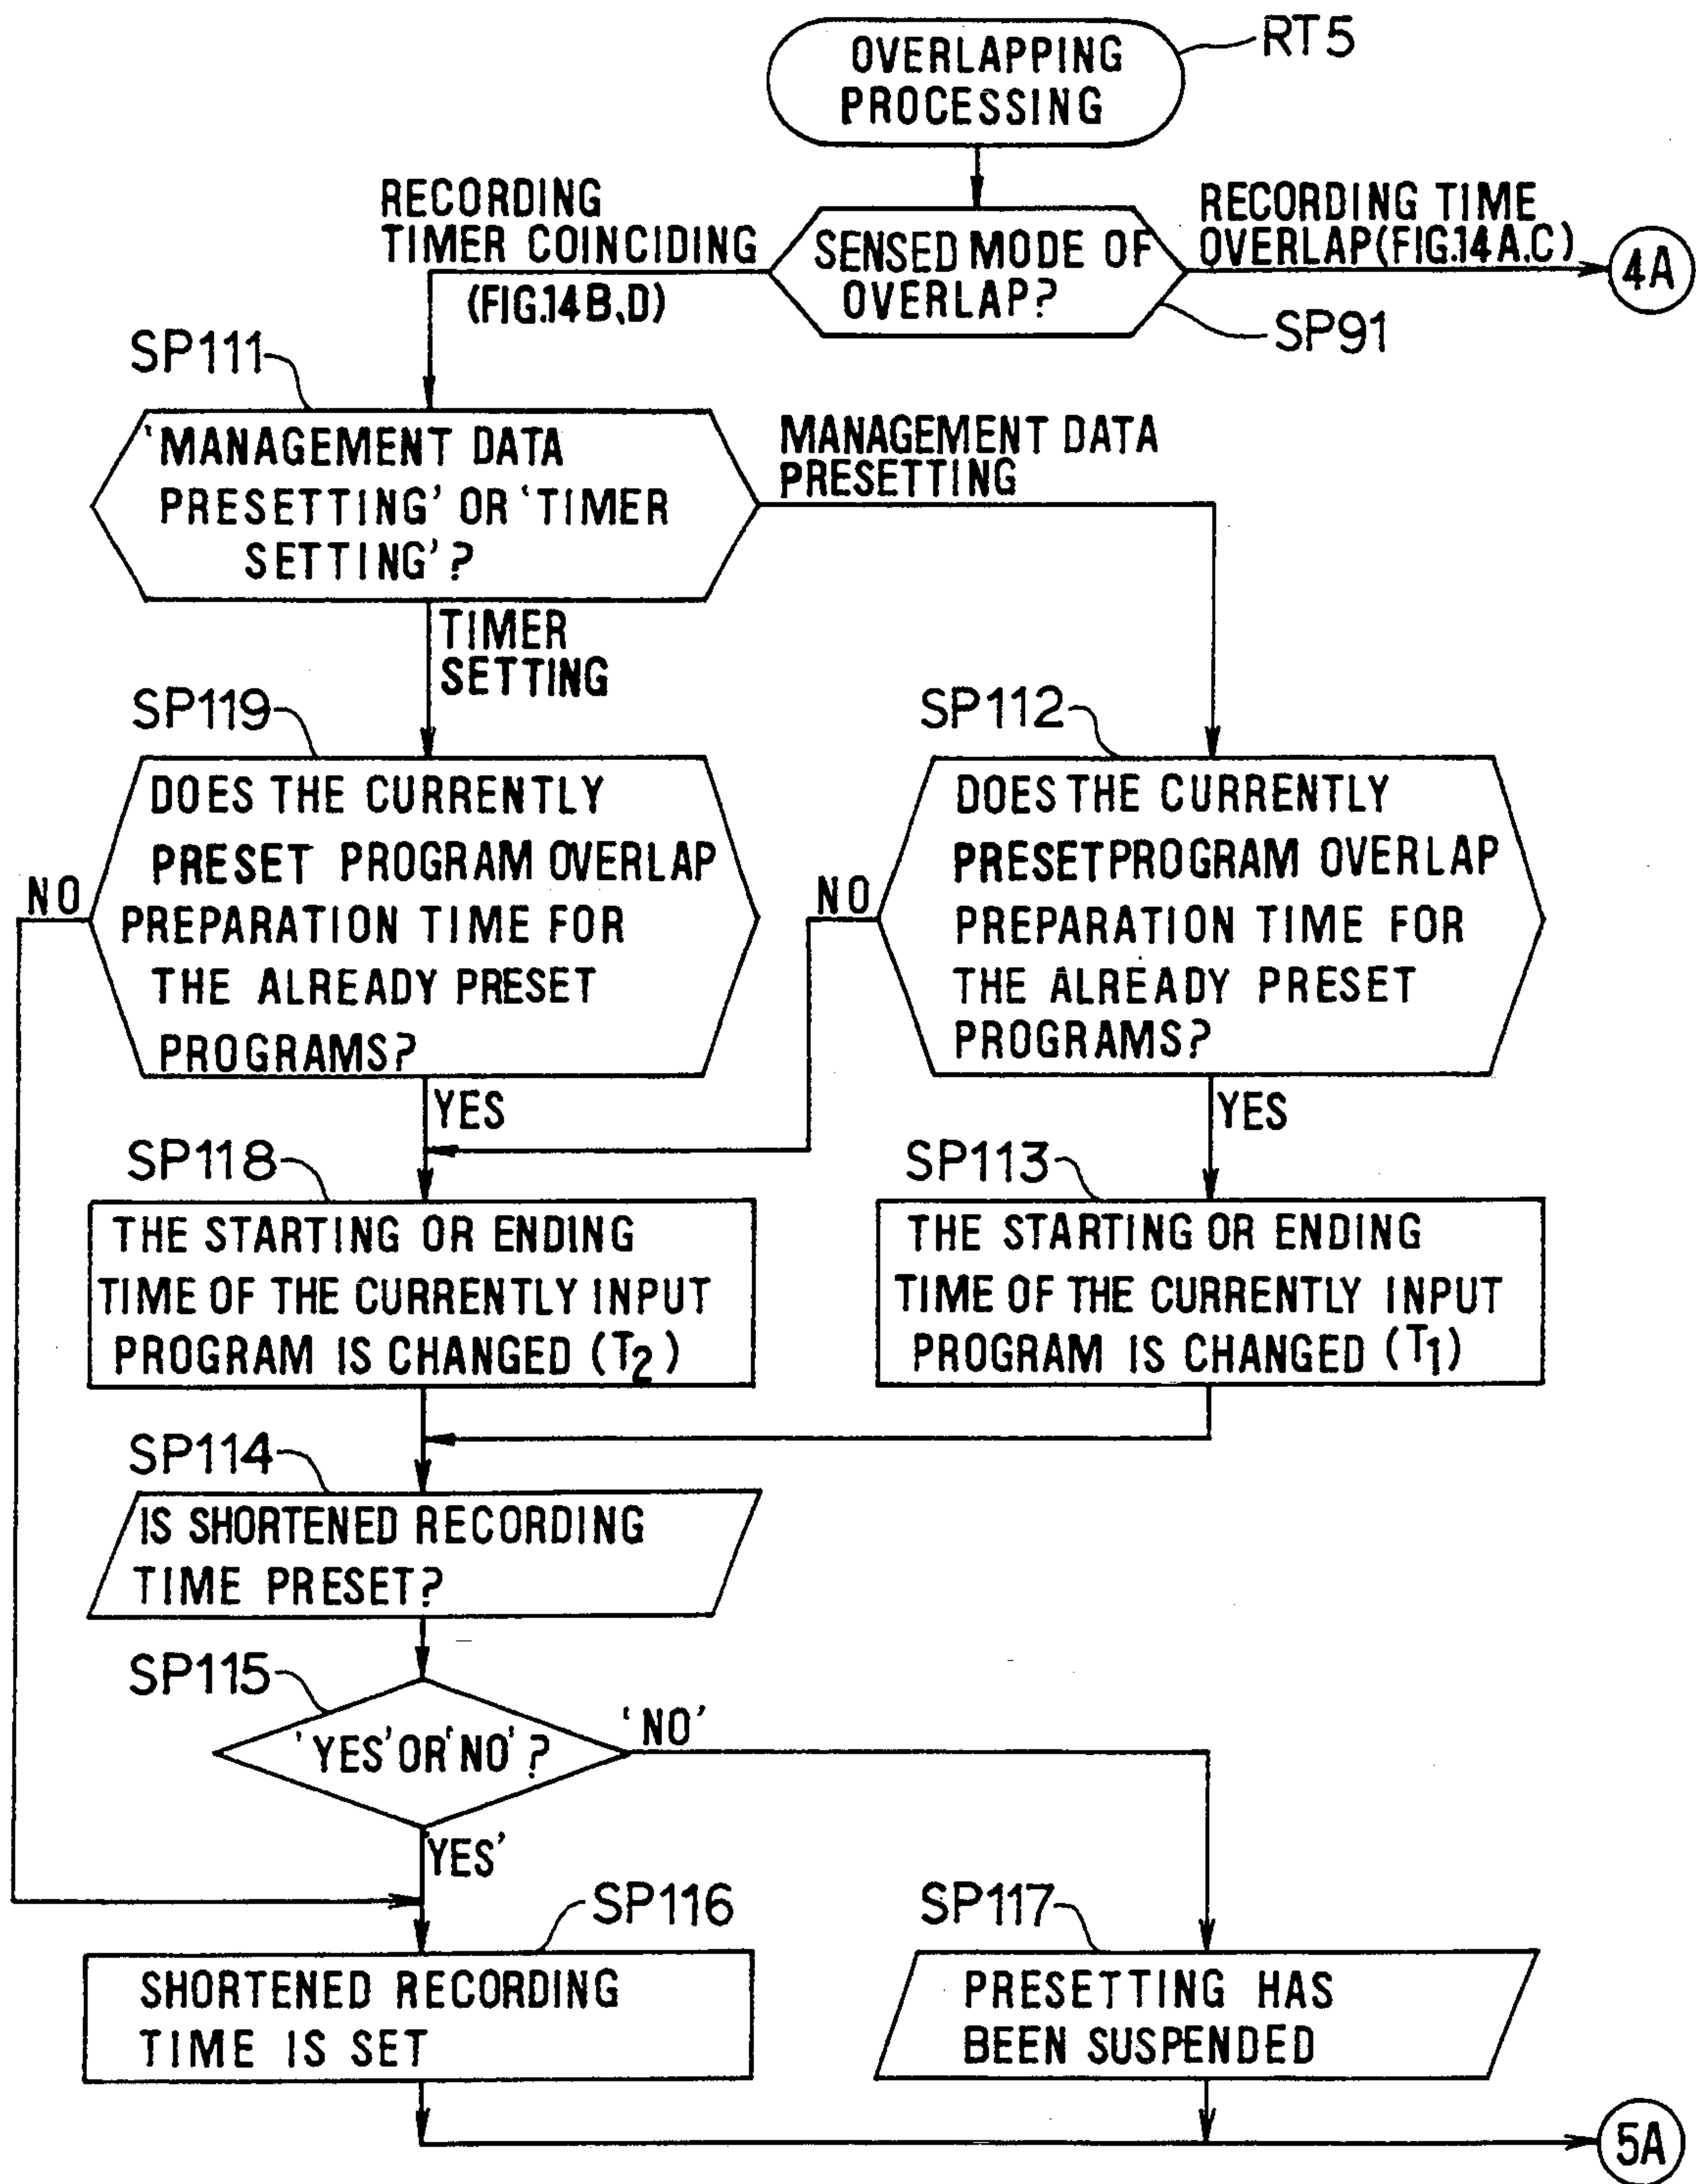 OVERLAPPING
PROCESSING
RT5
RECORDING
TIMER COINCIDING
(FIG.14B,D)
SENSED MODE OF
OVERLAP?
RECORDING TIME
OVERLAP(FIG.14A.C)
4A
SP91
SP111
'MANAGEMENT DATA
PRESETTING' OR 'TIMER
SETTING'?
MANAGEMENT DATA
PRESETTING
TIMER
SETTING
SP119
SP112
DOES THE CURRENTLY
PRESET PROGRAM OVERLAP
PREPARATION TIME FOR
THE ALREADY PRESET
PROGRAMS?
NO
DOES THE CURRENTLY
PRESETPROGRAM OVERLAP
PREPARATION TIME FOR
THE ALREADY PRESET
PROGRAMS?
NO
YES
YES
SP118
SP113
THE STARTING OR ENDING
TIME OF THE CURRENTLY INPUT
PROGRAM IS CHANGED (T2)
THE STARTING OR ENDING
TIME OF THE CURRENTLY INPUT
PROGRAM IS CHANGED (T1)
SP114
IS SHORTENED RECORDING
TIME PRESET?
SP115
'YES'OR'NO'?
'NO'
YES'
SP116
SP117
SHORTENED RECORDING
TIME IS SET
PRESETTING HAS
BEEN SUSPENDED
5A